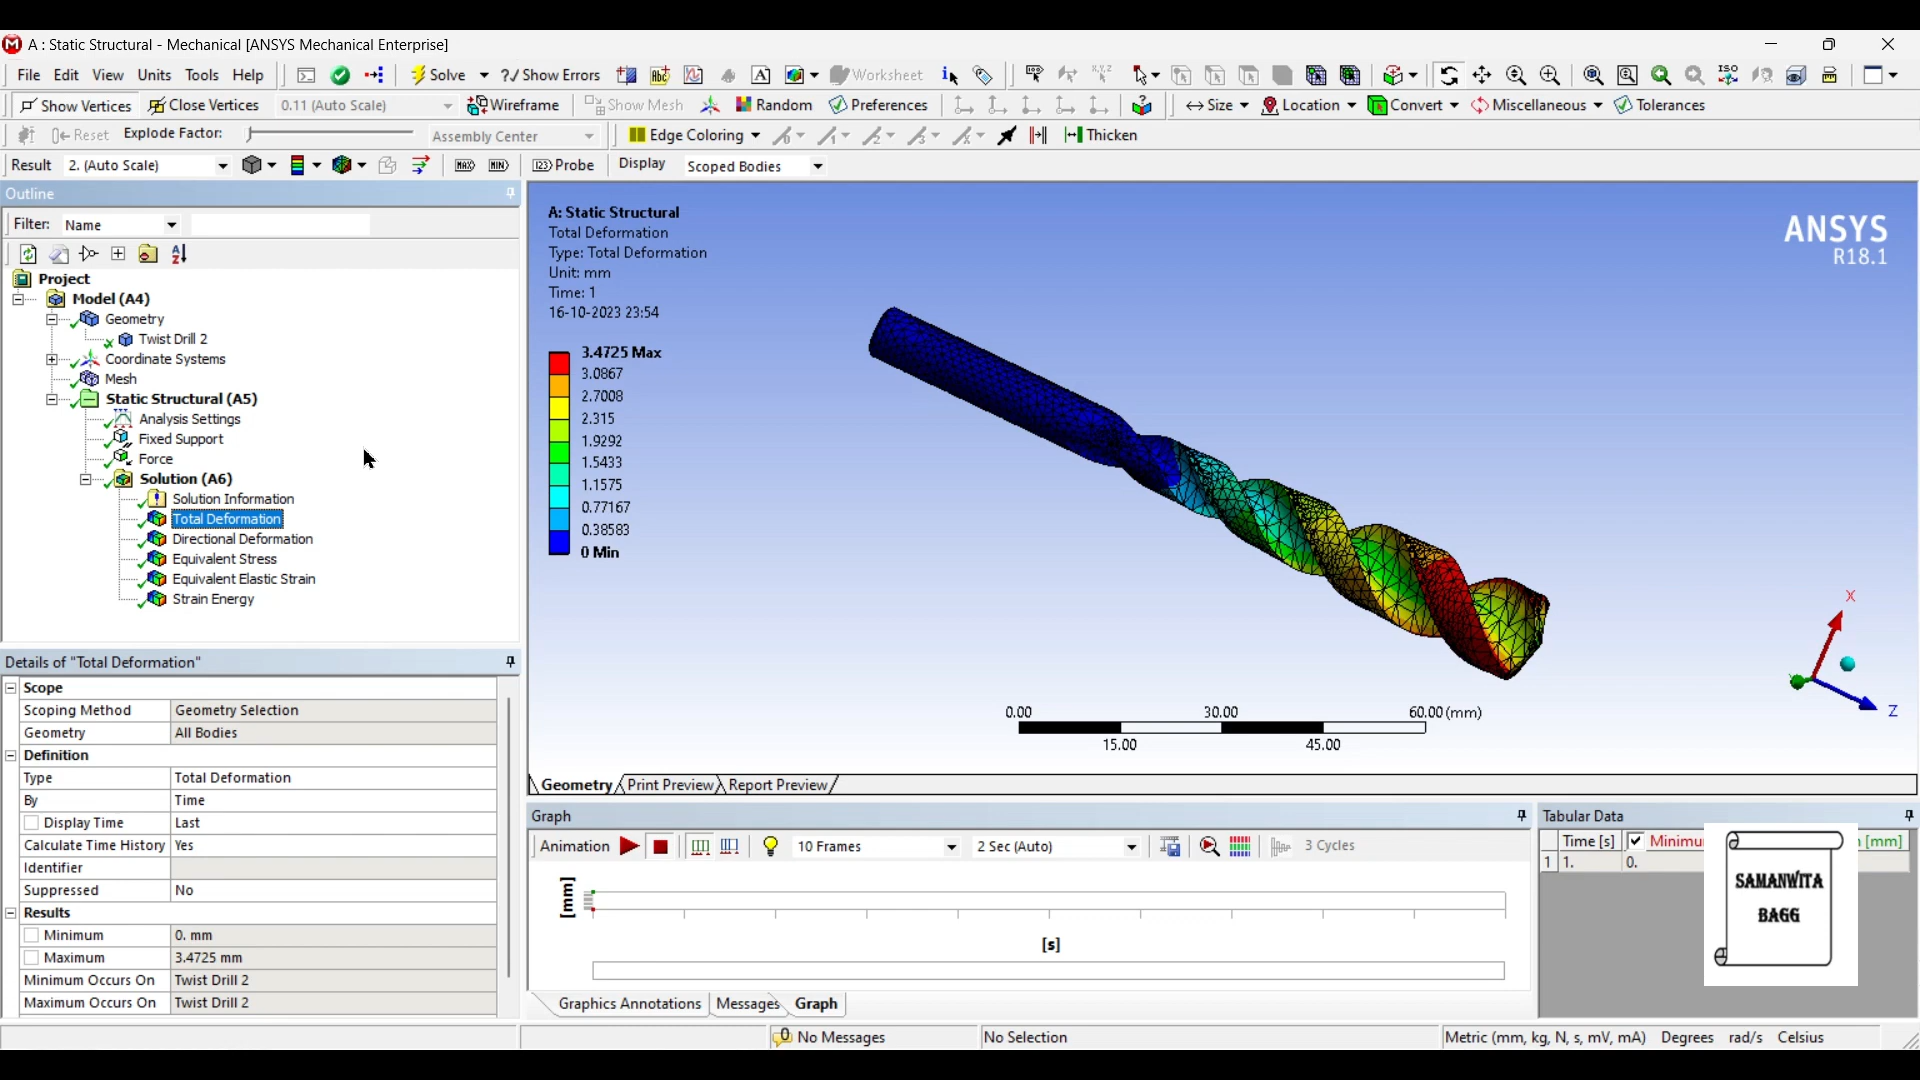 A : Static Structural - Mechanical [ANSYS Mechanical Enterprise]
File Edit View Units Tools Help Solve ?/ Show Errors Worksheet
Show Vertices Close Vertices 0.11 (Auto Scale) Wireframe Show Mesh Random Preferences Size Location Convert Miscellaneous Tolerances
Reset Explode Factor: Assembly Center Edge Coloring Thicken
Result 2. (Auto Scale) MAX MIN Probe Display Scoped Bodies
Outline
Filter: Name
Project
Model (A4)
Geometry
Twist Drill 2
Coordinate Systems
Mesh
Static Structural (A5)
Analysis Settings
Fixed Support
Force
Solution (A6)
Solution Information
Total Deformation
Directional Deformation
Equivalent Stress
Equivalent Elastic Strain
Strain Energy
Details of "Total Deformation"
Scope
Scoping Method Geometry Selection
Geometry All Bodies
Definition
Type Total Deformation
By Time
Display Time Last
Calculate Time History Yes
Identifier
Suppressed No
Results
Minimum 0. mm
Maximum 3.4725 mm
Minimum Occurs On Twist Drill 2
Maximum Occurs On Twist Drill 2
A: Static Structural
Total Deformation
Type: Total Deformation
Unit: mm
Time: 1
16-10-2023 23:54
3.4725 Max
3.0867
2.7008
2.315
1.9292
1.5433
1.1575
0.77167
0.38583
0 Min
ANSYS
R18.1
X
Z
0.00 30.00 60.00 (mm)
15.00 45.00
Geometry Print Preview Report Preview
Graph
Animation 10 Frames 2 Sec (Auto) 3 Cycles
[mm]
[s]
Graphics Annotations Messages Graph
Tabular Data
Time [s] Minimu [mm]
1 1. 0.
SAMANWITA
BAGG
0 No Messages No Selection Metric (mm, kg, N, s, mV, mA) Degrees rad/s Celsius